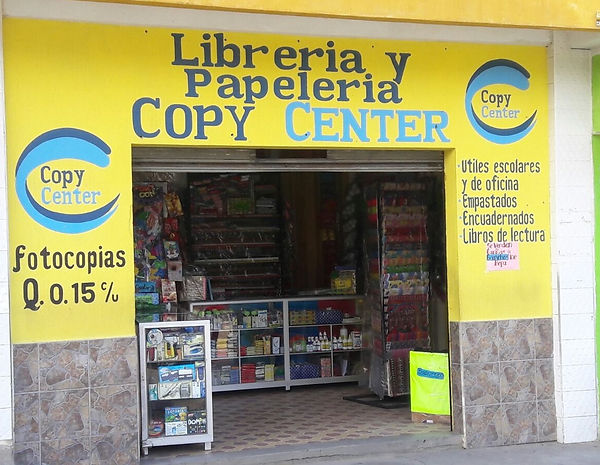 Libreria y
Papeleria
COPY CENTER
Copy
Center
Copy
Center
fotocopias
Q. 0.15 c/u
· Utiles escolares
y de oficina
· Empastados
· Encuadernados
· Libros de lectura